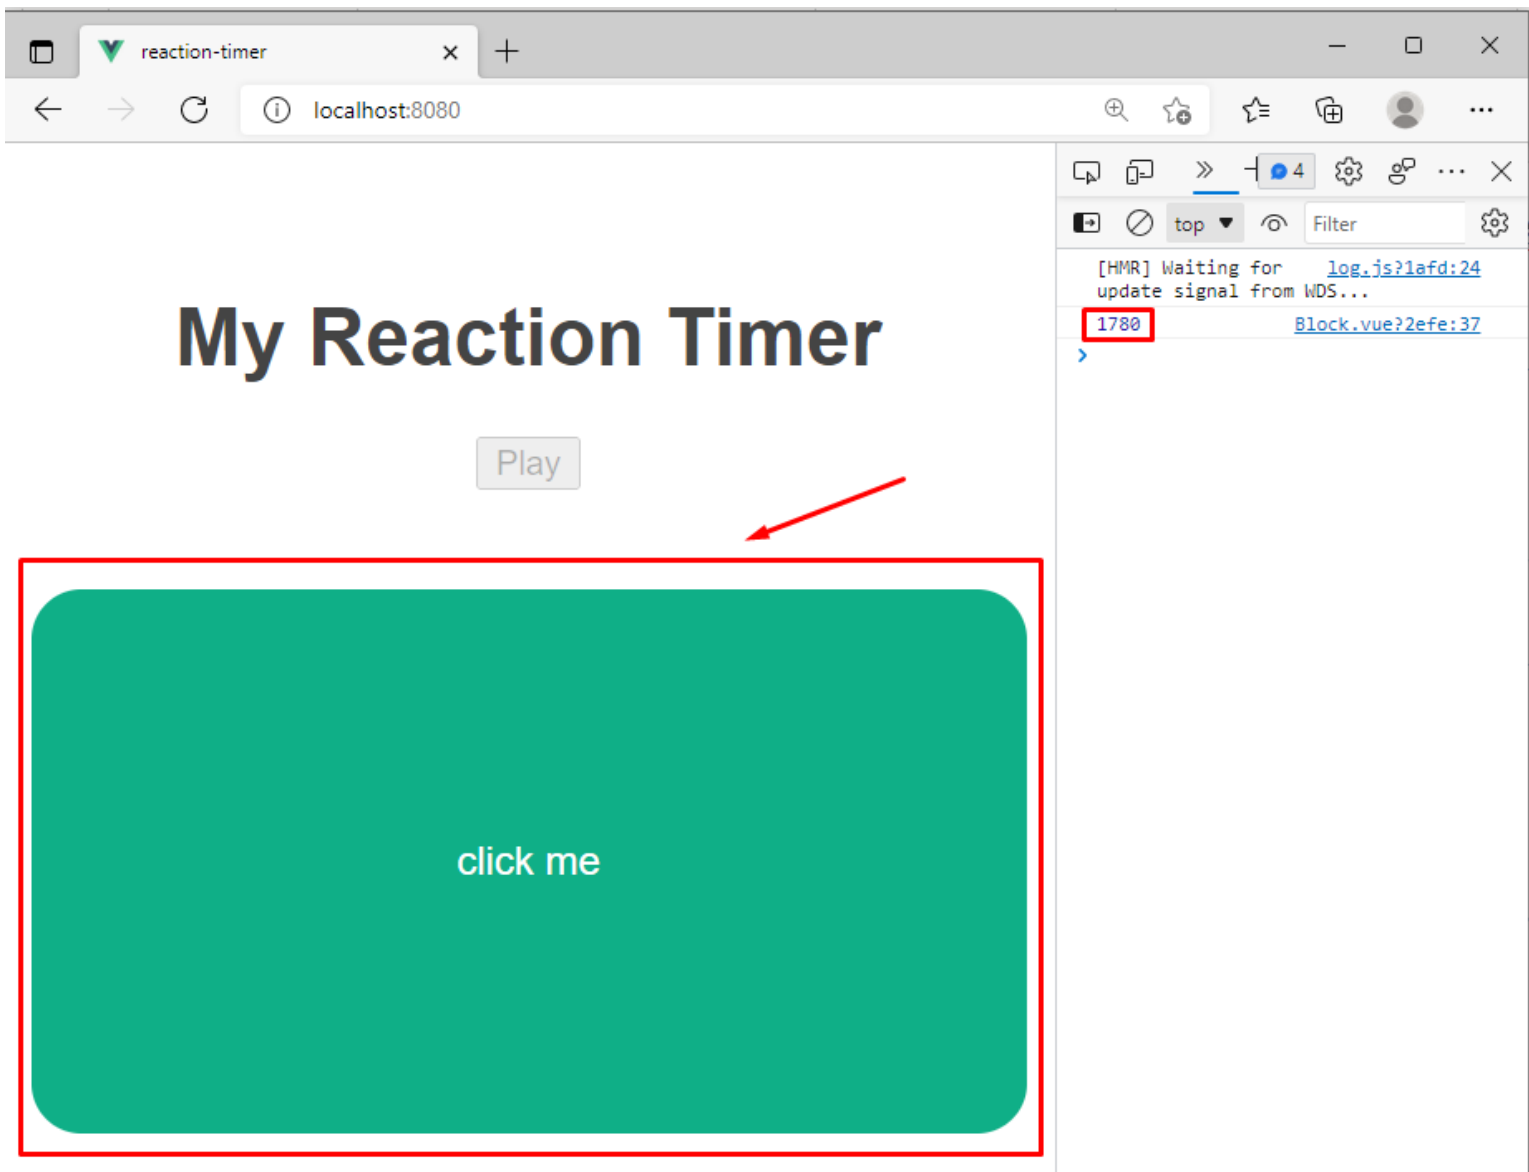 reaction-timer
localhost:8080
4
top
Filter
[HMR] Waiting for log.js?1afd:24
update signal from WDS...
1780 Block.vue?2efe:37
My Reaction Timer
Play
click me